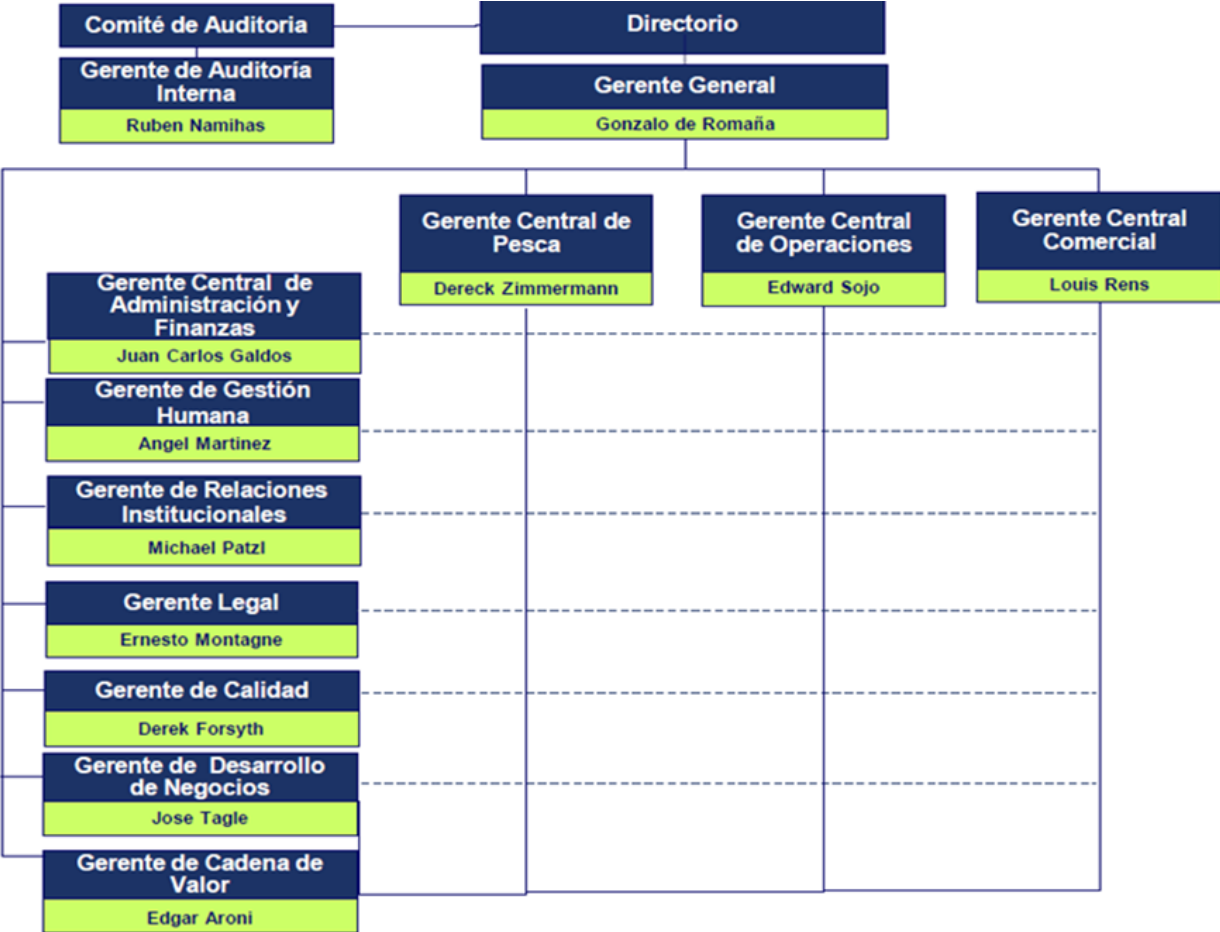 Comité de Auditoria
Directorio
Gerente de Auditoría
Interna
Ruben Namihas
Gerente General
Gonzalo de Romaña
Gerente Central de
Pesca
Dereck Zimmermann
Gerente Central
de Operaciones
Edward Sojo
Gerente Central
Comercial
Louis Rens
Gerente Central de
Administración y
Finanzas
Juan Carlos Galdos
Gerente de Gestión
Humana
Angel Martinez
Gerente de Relaciones
Institucionales
Michael Patzl
Gerente Legal
Ernesto Montagne
Gerente de Calidad
Derek Forsyth
Gerente de Desarrollo
de Negocios
Jose Tagle
Gerente de Cadena de
Valor
Edgar Aroni